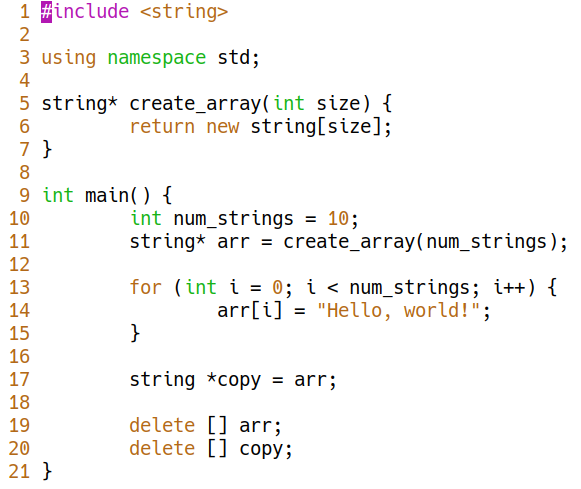 1 #include <string>
2
3 using namespace std;
4
5 string* create_array(int size) {
6         return new string[size];
7 }
8
9 int main() {
10         int num_strings = 10;
11         string* arr = create_array(num_strings);
12
13         for (int i = 0; i < num_strings; i++) {
14                 arr[i] = "Hello, world!";
15         }
16
17         string *copy = arr;
18
19         delete [] arr;
20         delete [] copy;
21 }